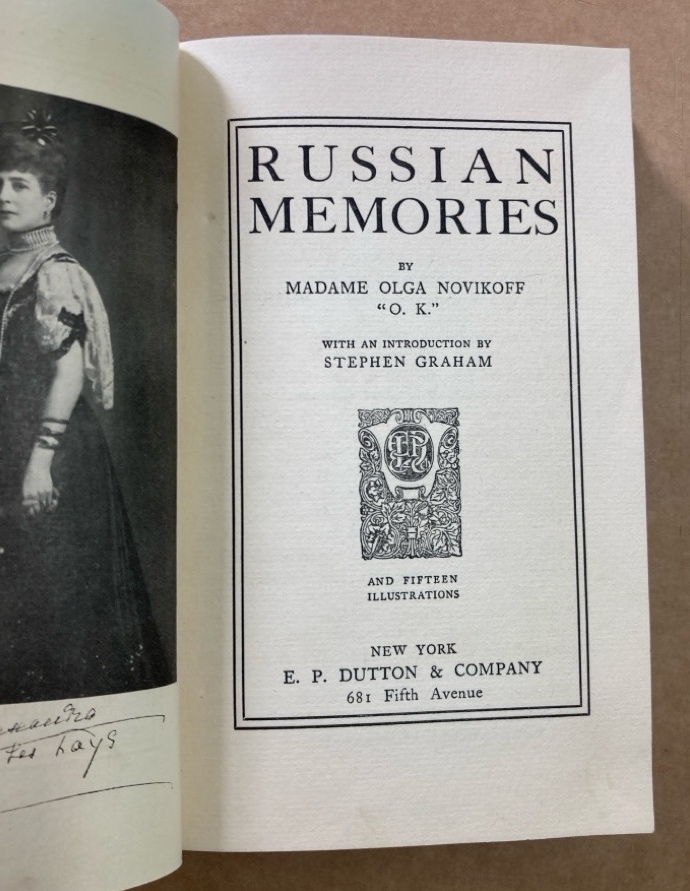 RUSSIAN
MEMORIES
BY
MADAME OLGA NOVIKOFF
“O. K.”
WITH AN INTRODUCTION BY
STEPHEN GRAHAM
AND FIFTEEN
ILLUSTRATIONS
NEW YORK
E. P. DUTTON & COMPANY
681 Fifth Avenue